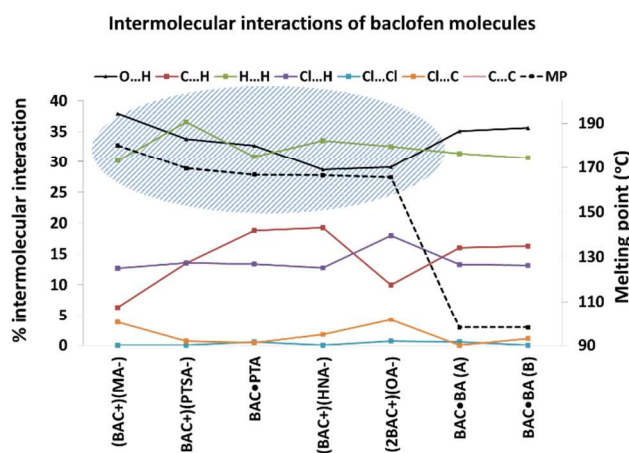 Intermolecular interactions of baclofen molecules
O...H C...H H...H Cl...H Cl...Cl Cl...C C...C MP
% intermolecular interaction
40
35
30
25
20
15
10
5
0
190
170
150
130
110
90
Melting point (°C)
(BAC+)(MA-)
BAC+)(PTSA-)
BAC•PTA
(BAC+)(HNA-)
(2BAC+)(OA-)
BAC•BA (A)
BAC•BA (B)